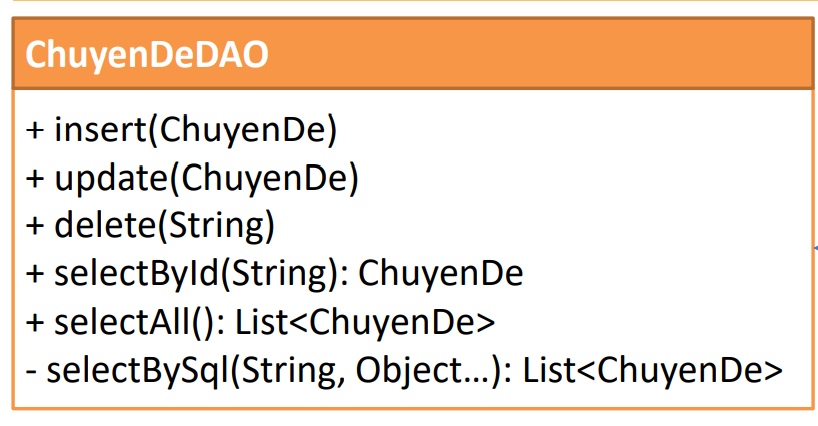 ChuyenDeDAO
+ insert(ChuyenDe)
+ update(ChuyenDe)
+ delete(String)
+ selectById(String): ChuyenDe
+ selectAll(): List<ChuyenDe>
- selectBySql(String, Object...): List<ChuyenDe>